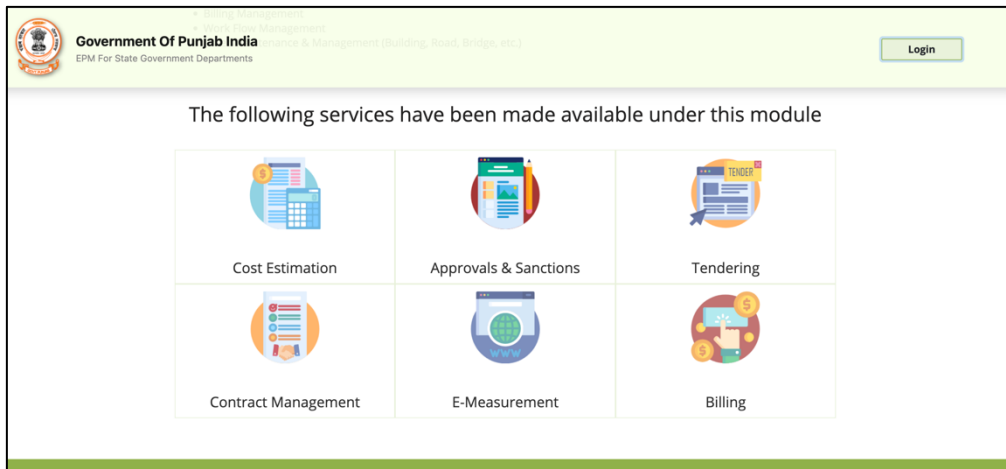 • Billing Management
• Work Flow Management
Government Of Punjab India
tenance & Management (Building, Road, Bridge, etc.)
EPM For State Government Departments
Login
The following services have been made available under this module
TENDER
Cost Estimation
Approvals & Sanctions
Tendering
www
Contract Management
E-Measurement
Billing